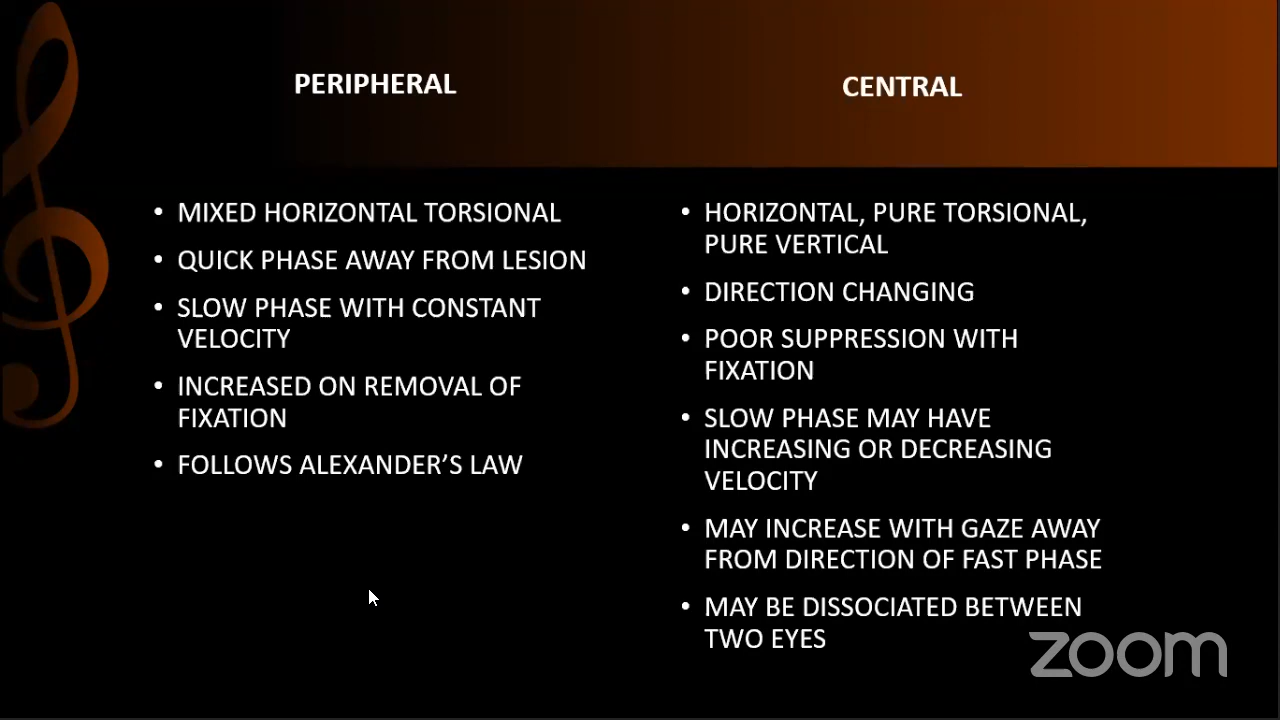 PERIPHERAL
CENTRAL
• MIXED HORIZONTAL TORSIONAL
• QUICK PHASE AWAY FROM LESION
• SLOW PHASE WITH CONSTANT
VELOCITY
• INCREASED ON REMOVAL OF
FIXATION
• FOLLOWS ALEXANDER'S LAW
• HORIZONTAL, PURE TORSIONAL,
PURE VERTICAL
• DIRECTION CHANGING
• POOR SUPPRESSION WITH
FIXATION
• SLOW PHASE MAY HAVE
INCREASING OR DECREASING
VELOCITY
• MAY INCREASE WITH GAZE AWAY
FROM DIRECTION OF FAST PHASE
• MAY BE DISSOCIATED BETWEEN
TWO EYES
zoom